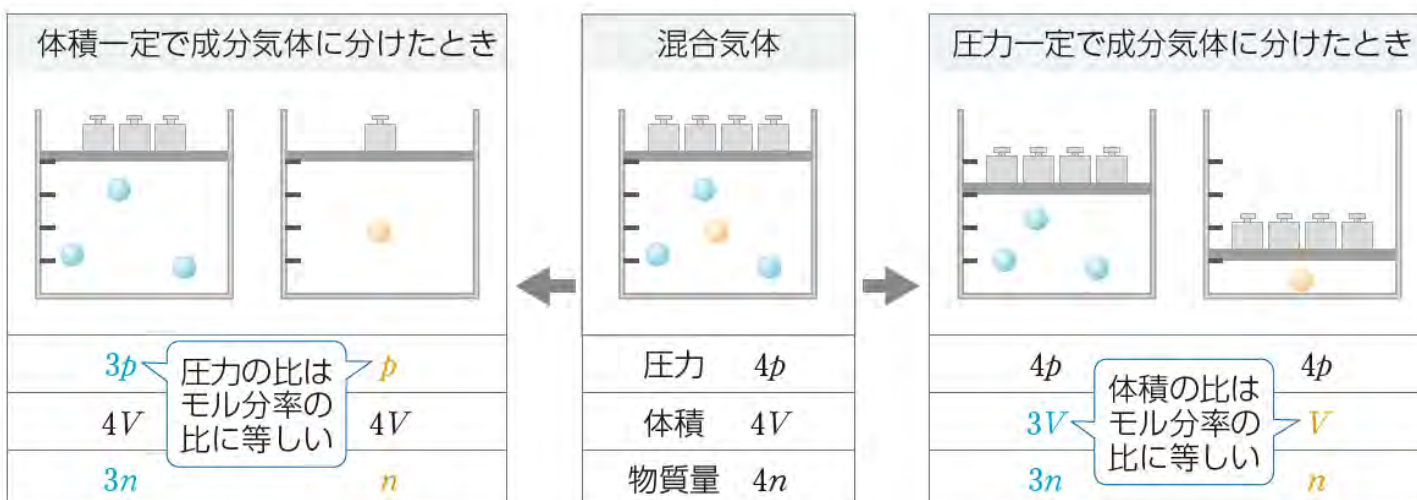 体積一定で成分気体に分けたとき
3p
p
4V
4V
3n
n
圧力の比は
モル分率の
比に等しい
混合気体
圧力 4p
体積 4V
物質量 4n
圧力一定で成分気体に分けたとき
4p
4p
3V
V
3n
n
体積の比は
モル分率の
比に等しい